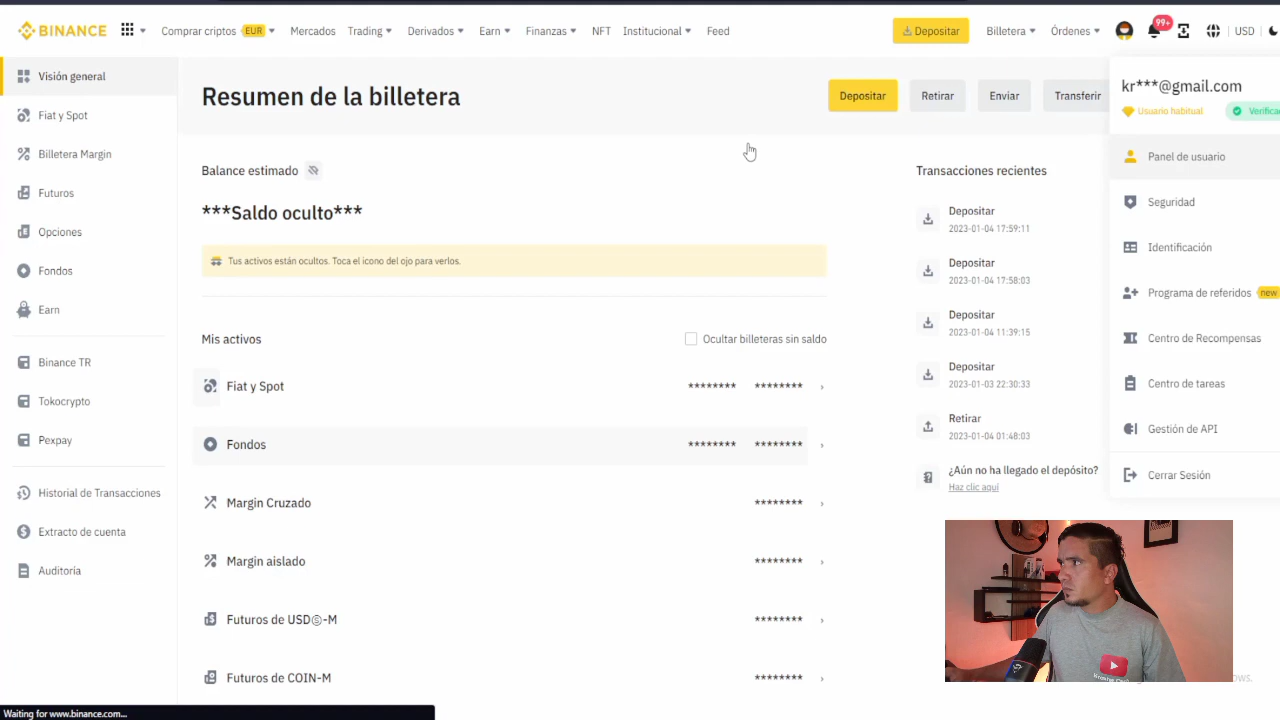 BINANCE
Comprar criptos EUR
Mercados
Trading
Derivados
Earn
Finanzas
NFT
Institucional
Feed
Depositar
Billetera
Órdenes
99+
USD
Visión general
Fiat y Spot
Billetera Margin
Futuros
Opciones
Fondos
Earn
Binance TR
Tokocrypto
Pexpay
Historial de Transacciones
Extracto de cuenta
Auditoría
Resumen de la billetera
Depositar
Retirar
Enviar
Transferir
Balance estimado
***Saldo oculto***
Tus activos están ocultos. Toca el icono del ojo para verlos.
Mis activos
Ocultar billeteras sin saldo
Fiat y Spot ******** ********
Fondos ******** ********
Margin Cruzado ********
Margin aislado ********
Futuros de USDⓈ-M ********
Futuros de COIN-M ********
Transacciones recientes
Depositar
2023-01-04 17:59:11
Depositar
2023-01-04 17:58:03
Depositar
2023-01-04 11:39:15
Depositar
2023-01-03 22:30:33
Retirar
2023-01-04 01:48:03
¿Aún no ha llegado el depósito?
Haz clic aquí
kr***@gmail.com
Usuario habitual
Verifica
Panel de usuario
Seguridad
Identificación
Programa de referidos new
Centro de Recompensas
Centro de tareas
Gestión de API
Cerrar Sesión
Waiting for www.binance.com...